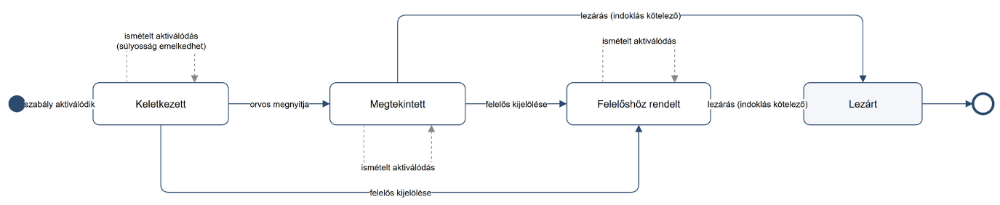 lezárás (indoklás kötelező)
ismételt aktiválódás
(súlyosság emelkedhet)
ismételt aktiválódás
szabály aktiválódik
Keletkezett
orvos megnyitja
Megtekintett
felelős kijelölése
Felelőshöz rendelt
lezárás (indoklás kötelező)
Lezárt
ismételt aktiválódás
felelős kijelölése